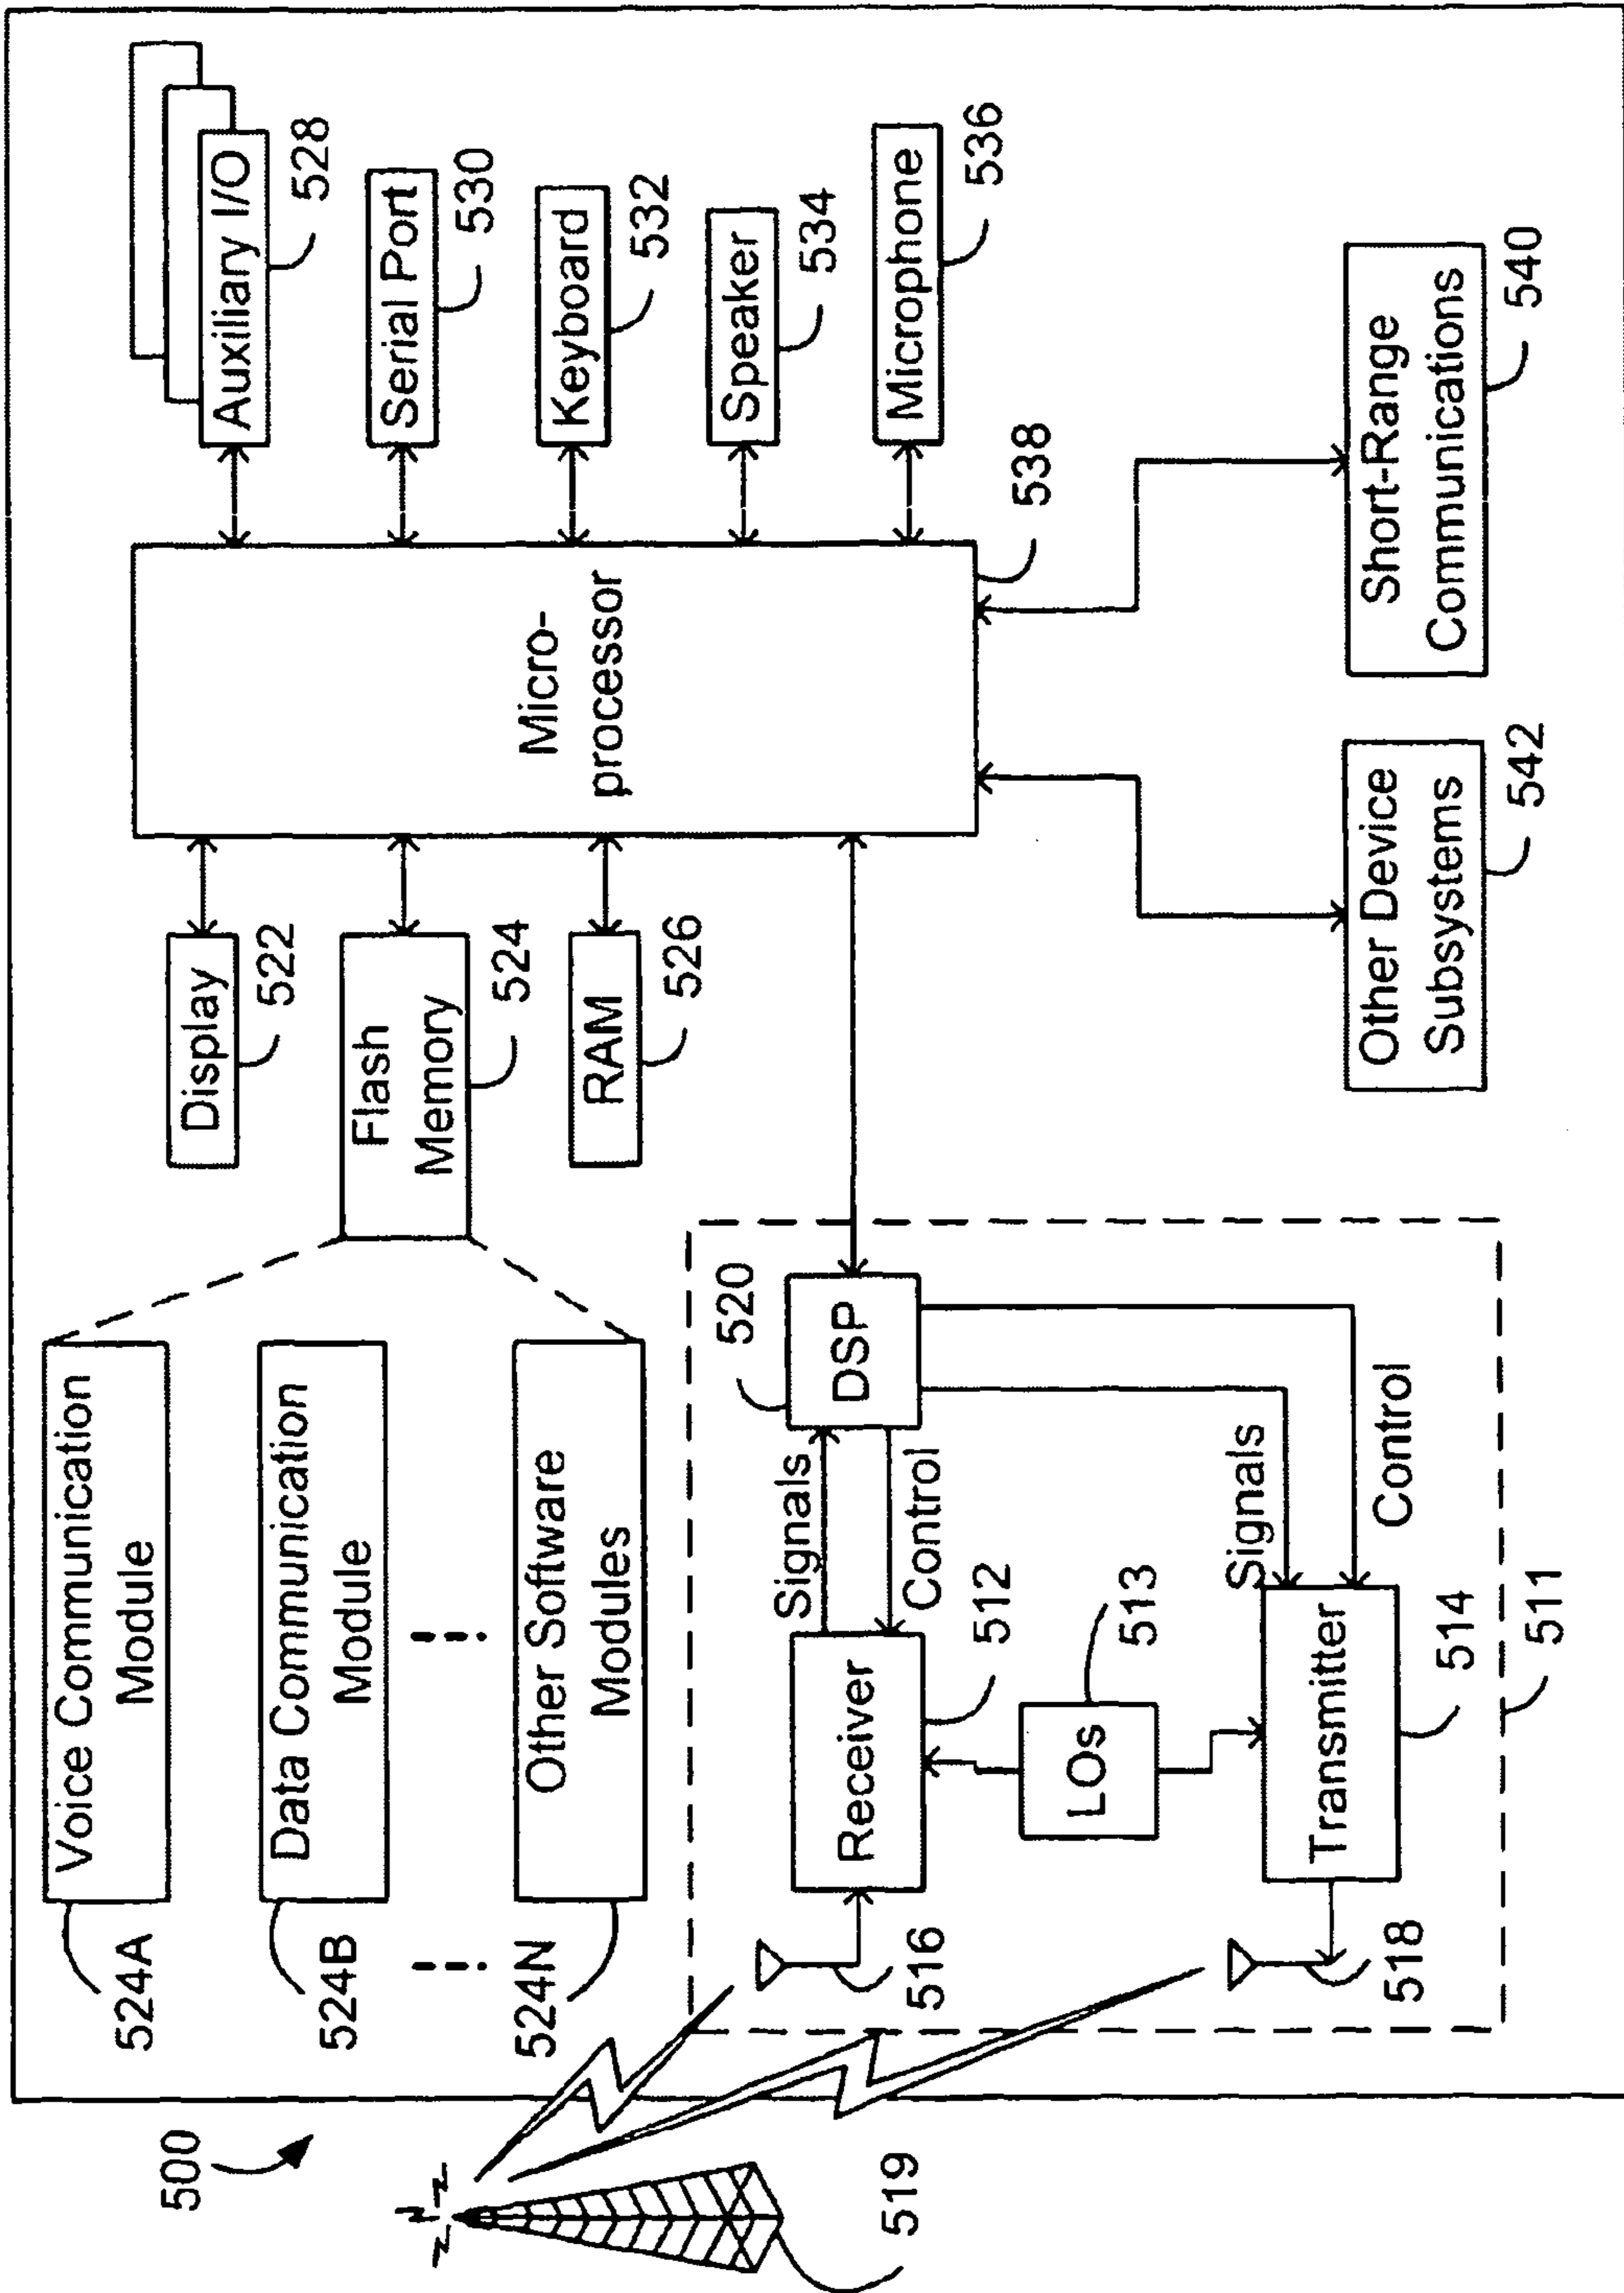 500
519
524A
Voice Communication
Module
524B
Data Communication
Module
524N
Other Software
Modules
Display
522
Flash
Memory
524
RAM
526
Micro-
processor
538
Auxiliary I/O
528
Serial Port
530
Keyboard
532
Speaker
534
Microphone
536
516
Receiver
512
Signals
Control
DSP
520
LOs
513
518
Transmitter
514
Signals
Control
511
Other Device
Subsystems
542
Short-Range
Communications
540